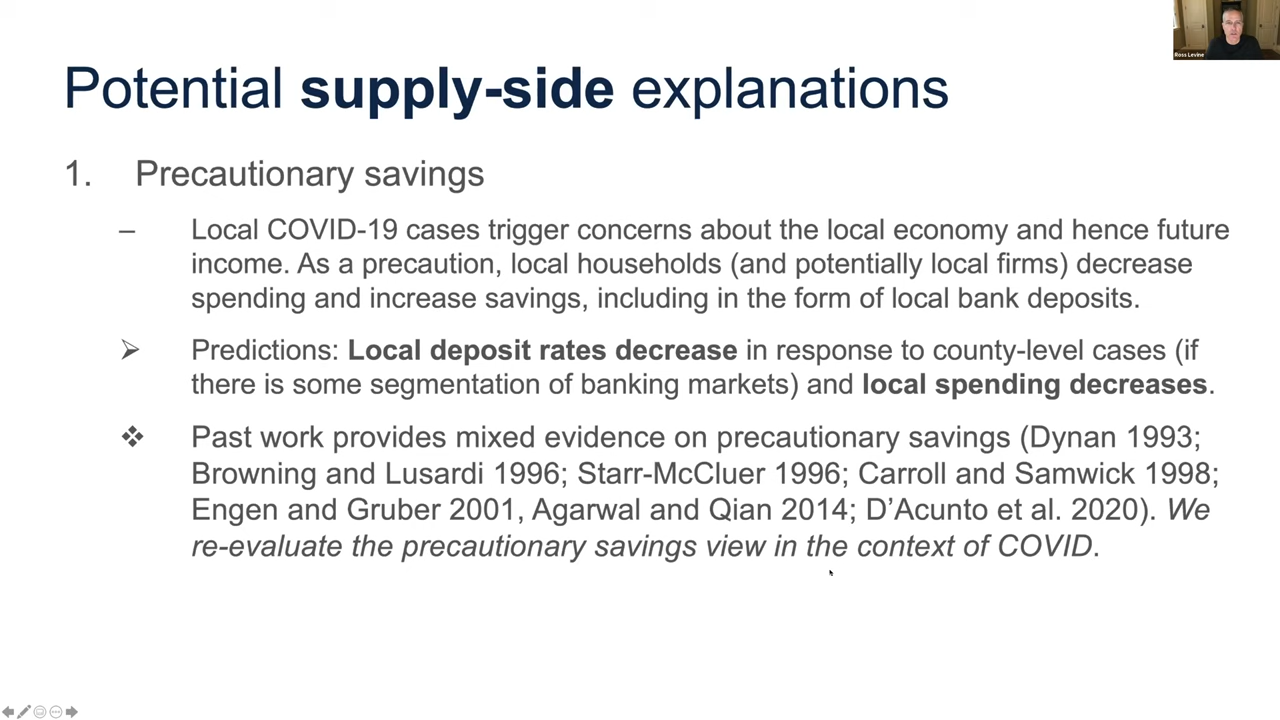 Ross Levine
Potential supply-side explanations
1. Precautionary savings
– Local COVID-19 cases trigger concerns about the local economy and hence future
income. As a precaution, local households (and potentially local firms) decrease
spending and increase savings, including in the form of local bank deposits.
➢ Predictions: Local deposit rates decrease in response to county-level cases (if
there is some segmentation of banking markets) and local spending decreases.
❖ Past work provides mixed evidence on precautionary savings (Dynan 1993;
Browning and Lusardi 1996; Starr-McCluer 1996; Carroll and Samwick 1998;
Engen and Gruber 2001, Agarwal and Qian 2014; D’Acunto et al. 2020). We
re-evaluate the precautionary savings view in the context of COVID.